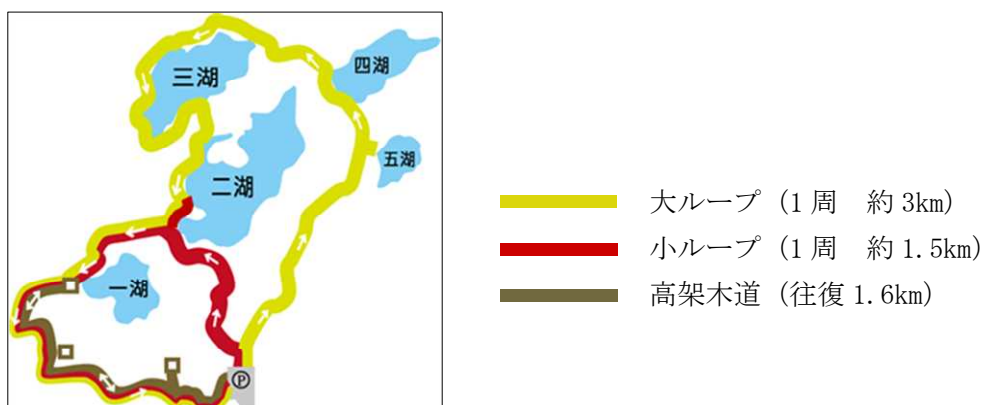 三湖
四湖
五湖
二湖
一湖
Ⓟ
大ループ (1周　約3km)
小ループ (1周　約1.5km)
高架木道 (往復1.6km)